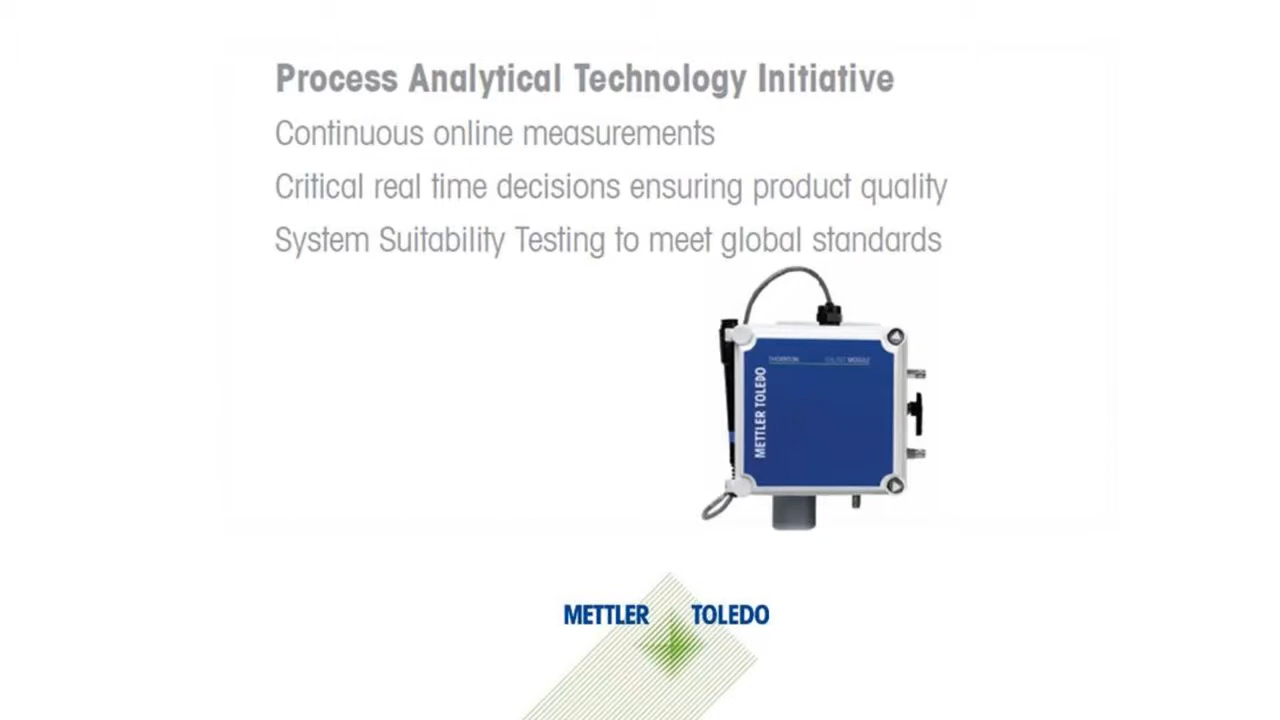 Process Analytical Technology Initiative
Continuous online measurements
Critical real time decisions ensuring product quality
System Suitability Testing to meet global standards
THORNTON
METTLER TOLEDO
METTLER TOLEDO